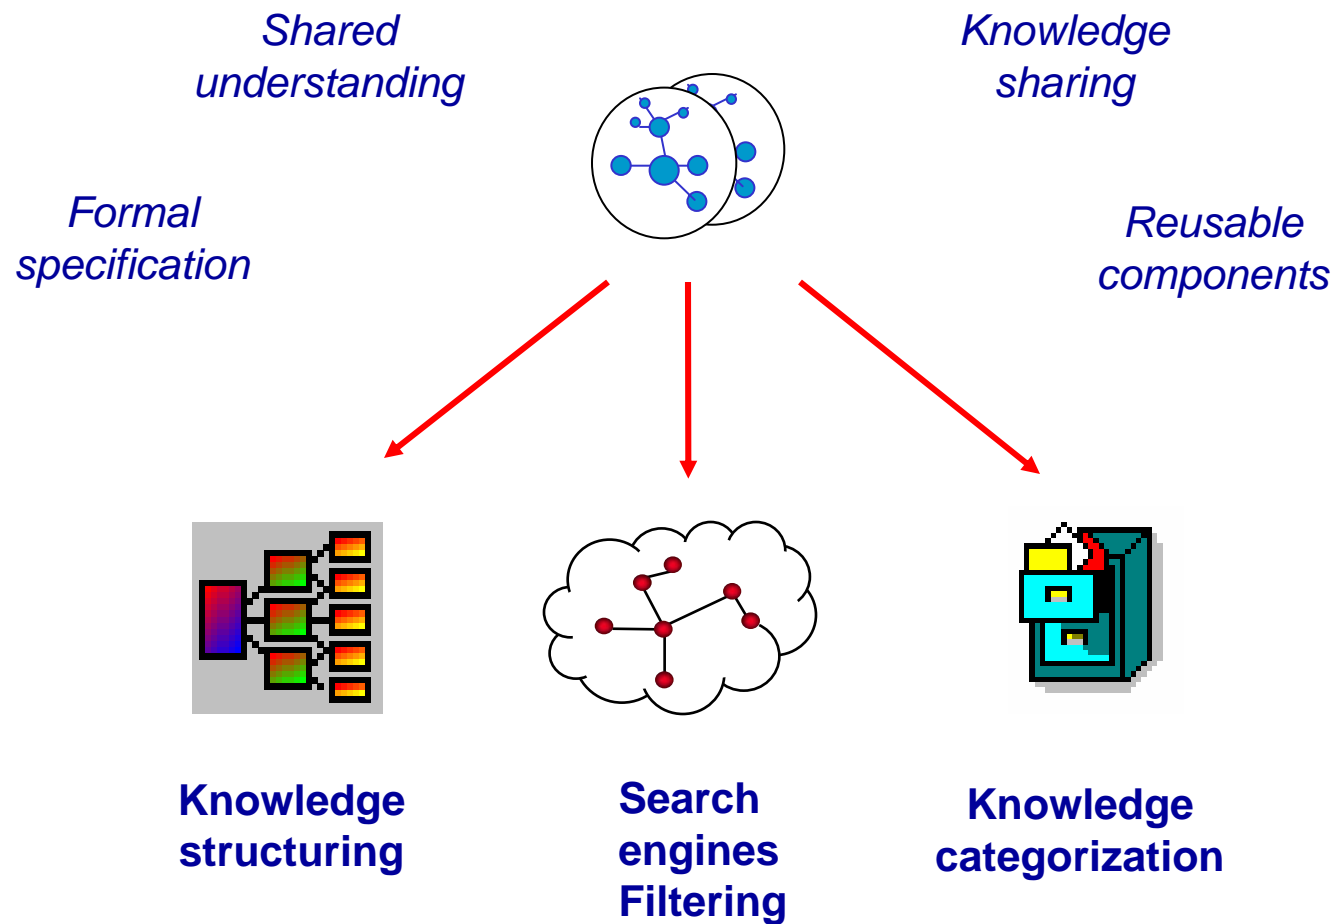 Shared
understanding
Knowledge
sharing
Formal
specification
Reusable
components
Knowledge
structuring
Search
engines
Filtering
Knowledge
categorization